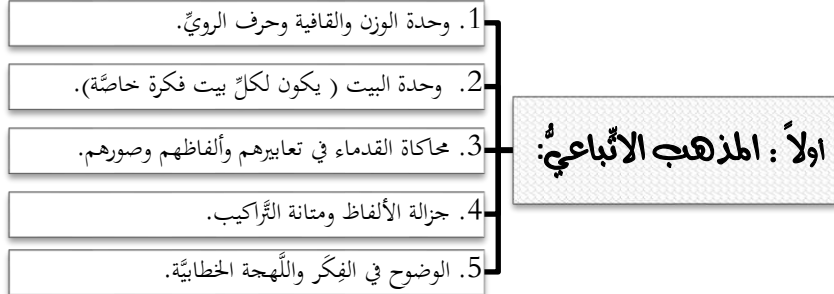 اولاً : المذهب الاتّباعيُّ:
1. وحدة الوزن والقافية وحرف الرويِّ.
2. وحدة البيت ( يكون لكلِّ بيت فكرة خاصَّة).
3. محاكاة القدماء في تعابيرهم وألفاظهم وصورهم.
4. جزالة الألفاظ ومتانة التَّراكيب.
5. الوضوح في الفِكَر واللَّهجة الخطابيَّة.